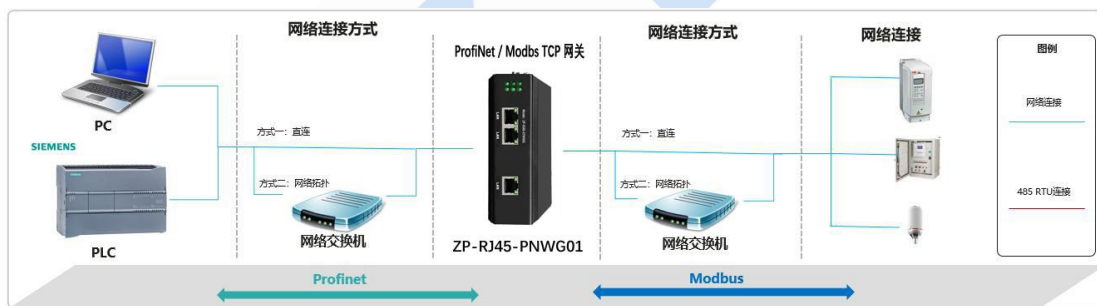 网络连接方式
ProfiNet / Modbs TCP 网关
网络连接方式
网络连接
图例
PC
SIEMENS
PLC
方式一：直连
方式二：网络拓扑
网络交换机
ZP-RJ45-PNWG01
方式一：直连
方式二：网络拓扑
网络交换机
网络连接
485 RTU连接
Profinet
Modbus